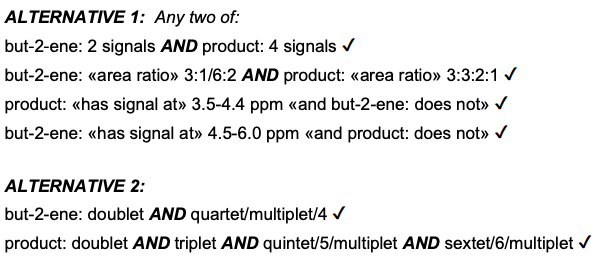 ALTERNATIVE 1: Any two of:
but-2-ene: 2 signals AND product: 4 signals ✓
but-2-ene: «area ratio» 3:1/6:2 AND product: «area ratio» 3:3:2:1 ✓
product: «has signal at» 3.5-4.4 ppm «and but-2-ene: does not» ✓
but-2-ene: «has signal at» 4.5-6.0 ppm «and product: does not» ✓
ALTERNATIVE 2:
but-2-ene: doublet AND quartet/multiplet/4 ✓
product: doublet AND triplet AND quintet/5/multiplet AND sextet/6/multiplet ✓